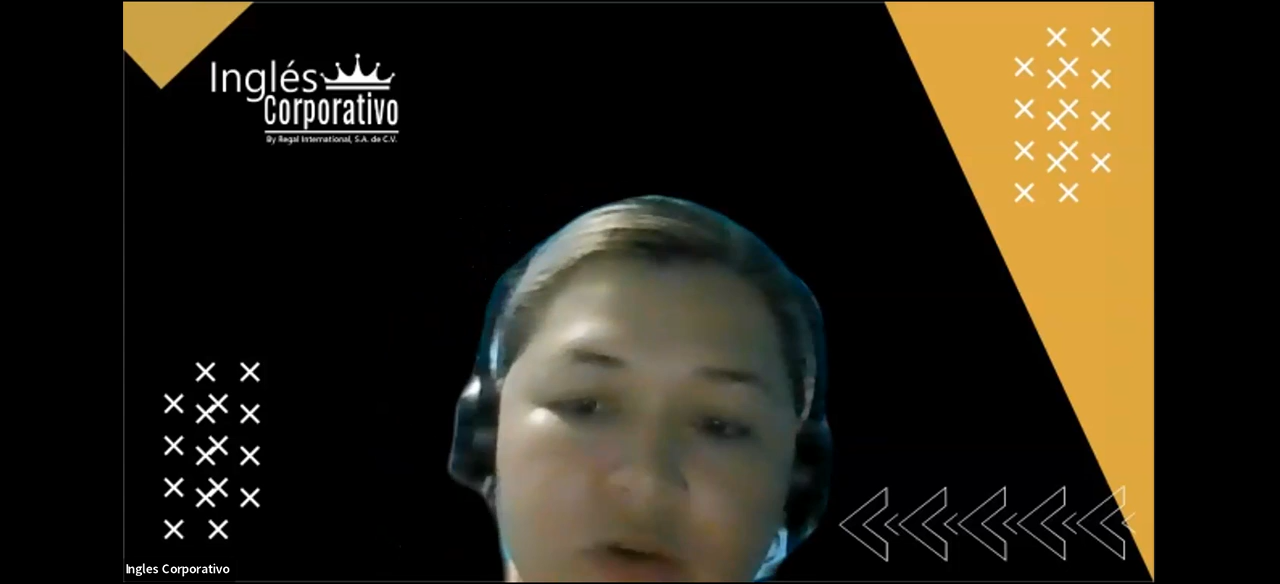 Inglés
Corporativo
By Regal International, S.A. de C.V.
Ingles Corporativo